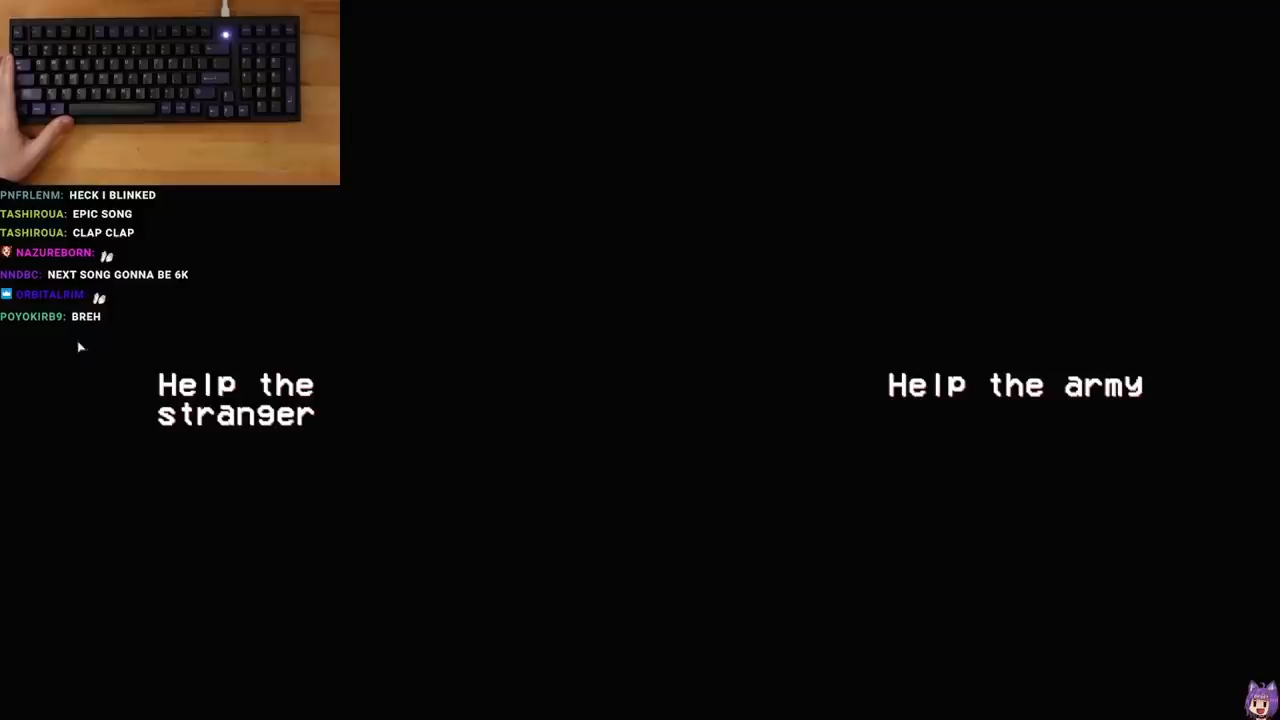 PNFRLENM: HECK I BLINKED
TASHIROUA: EPIC SONG
TASHIROUA: CLAP CLAP
NAZUREBORN:
NNDBC: NEXT SONG GONNA BE 6K
ORBITALRIM
POYOKIRB9: BREH
Help the
stranger
Help the army